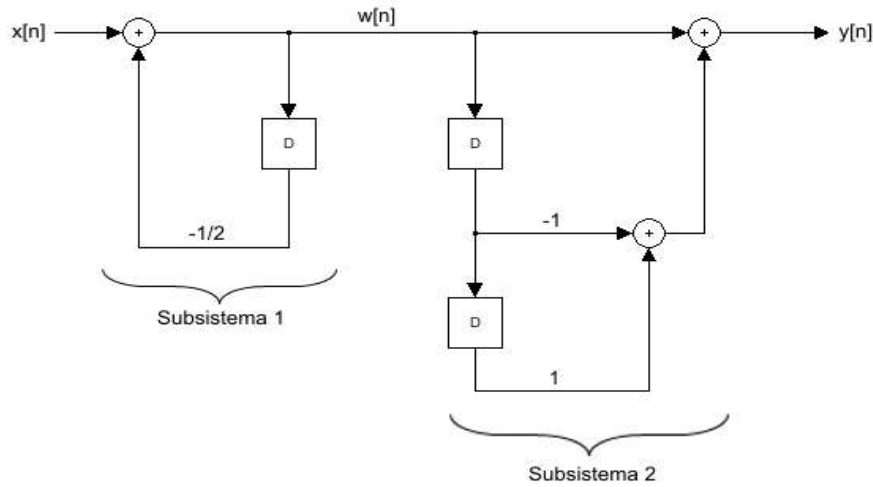 x[n]
+
w[n]
+
y[n]
D
D
-1/2
-1
+
Subsistema 1
D
1
Subsistema 2